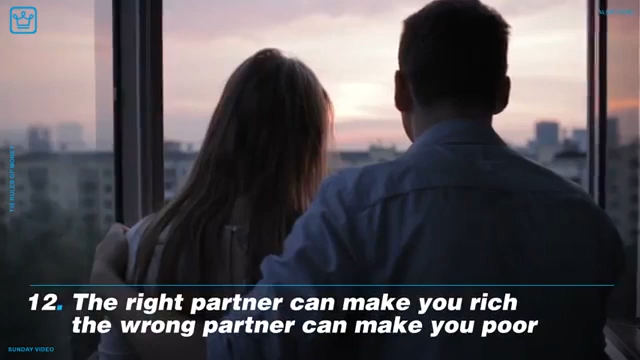 12. The right partner can make you rich
the wrong partner can make you poor
SUNDAY VIDEO